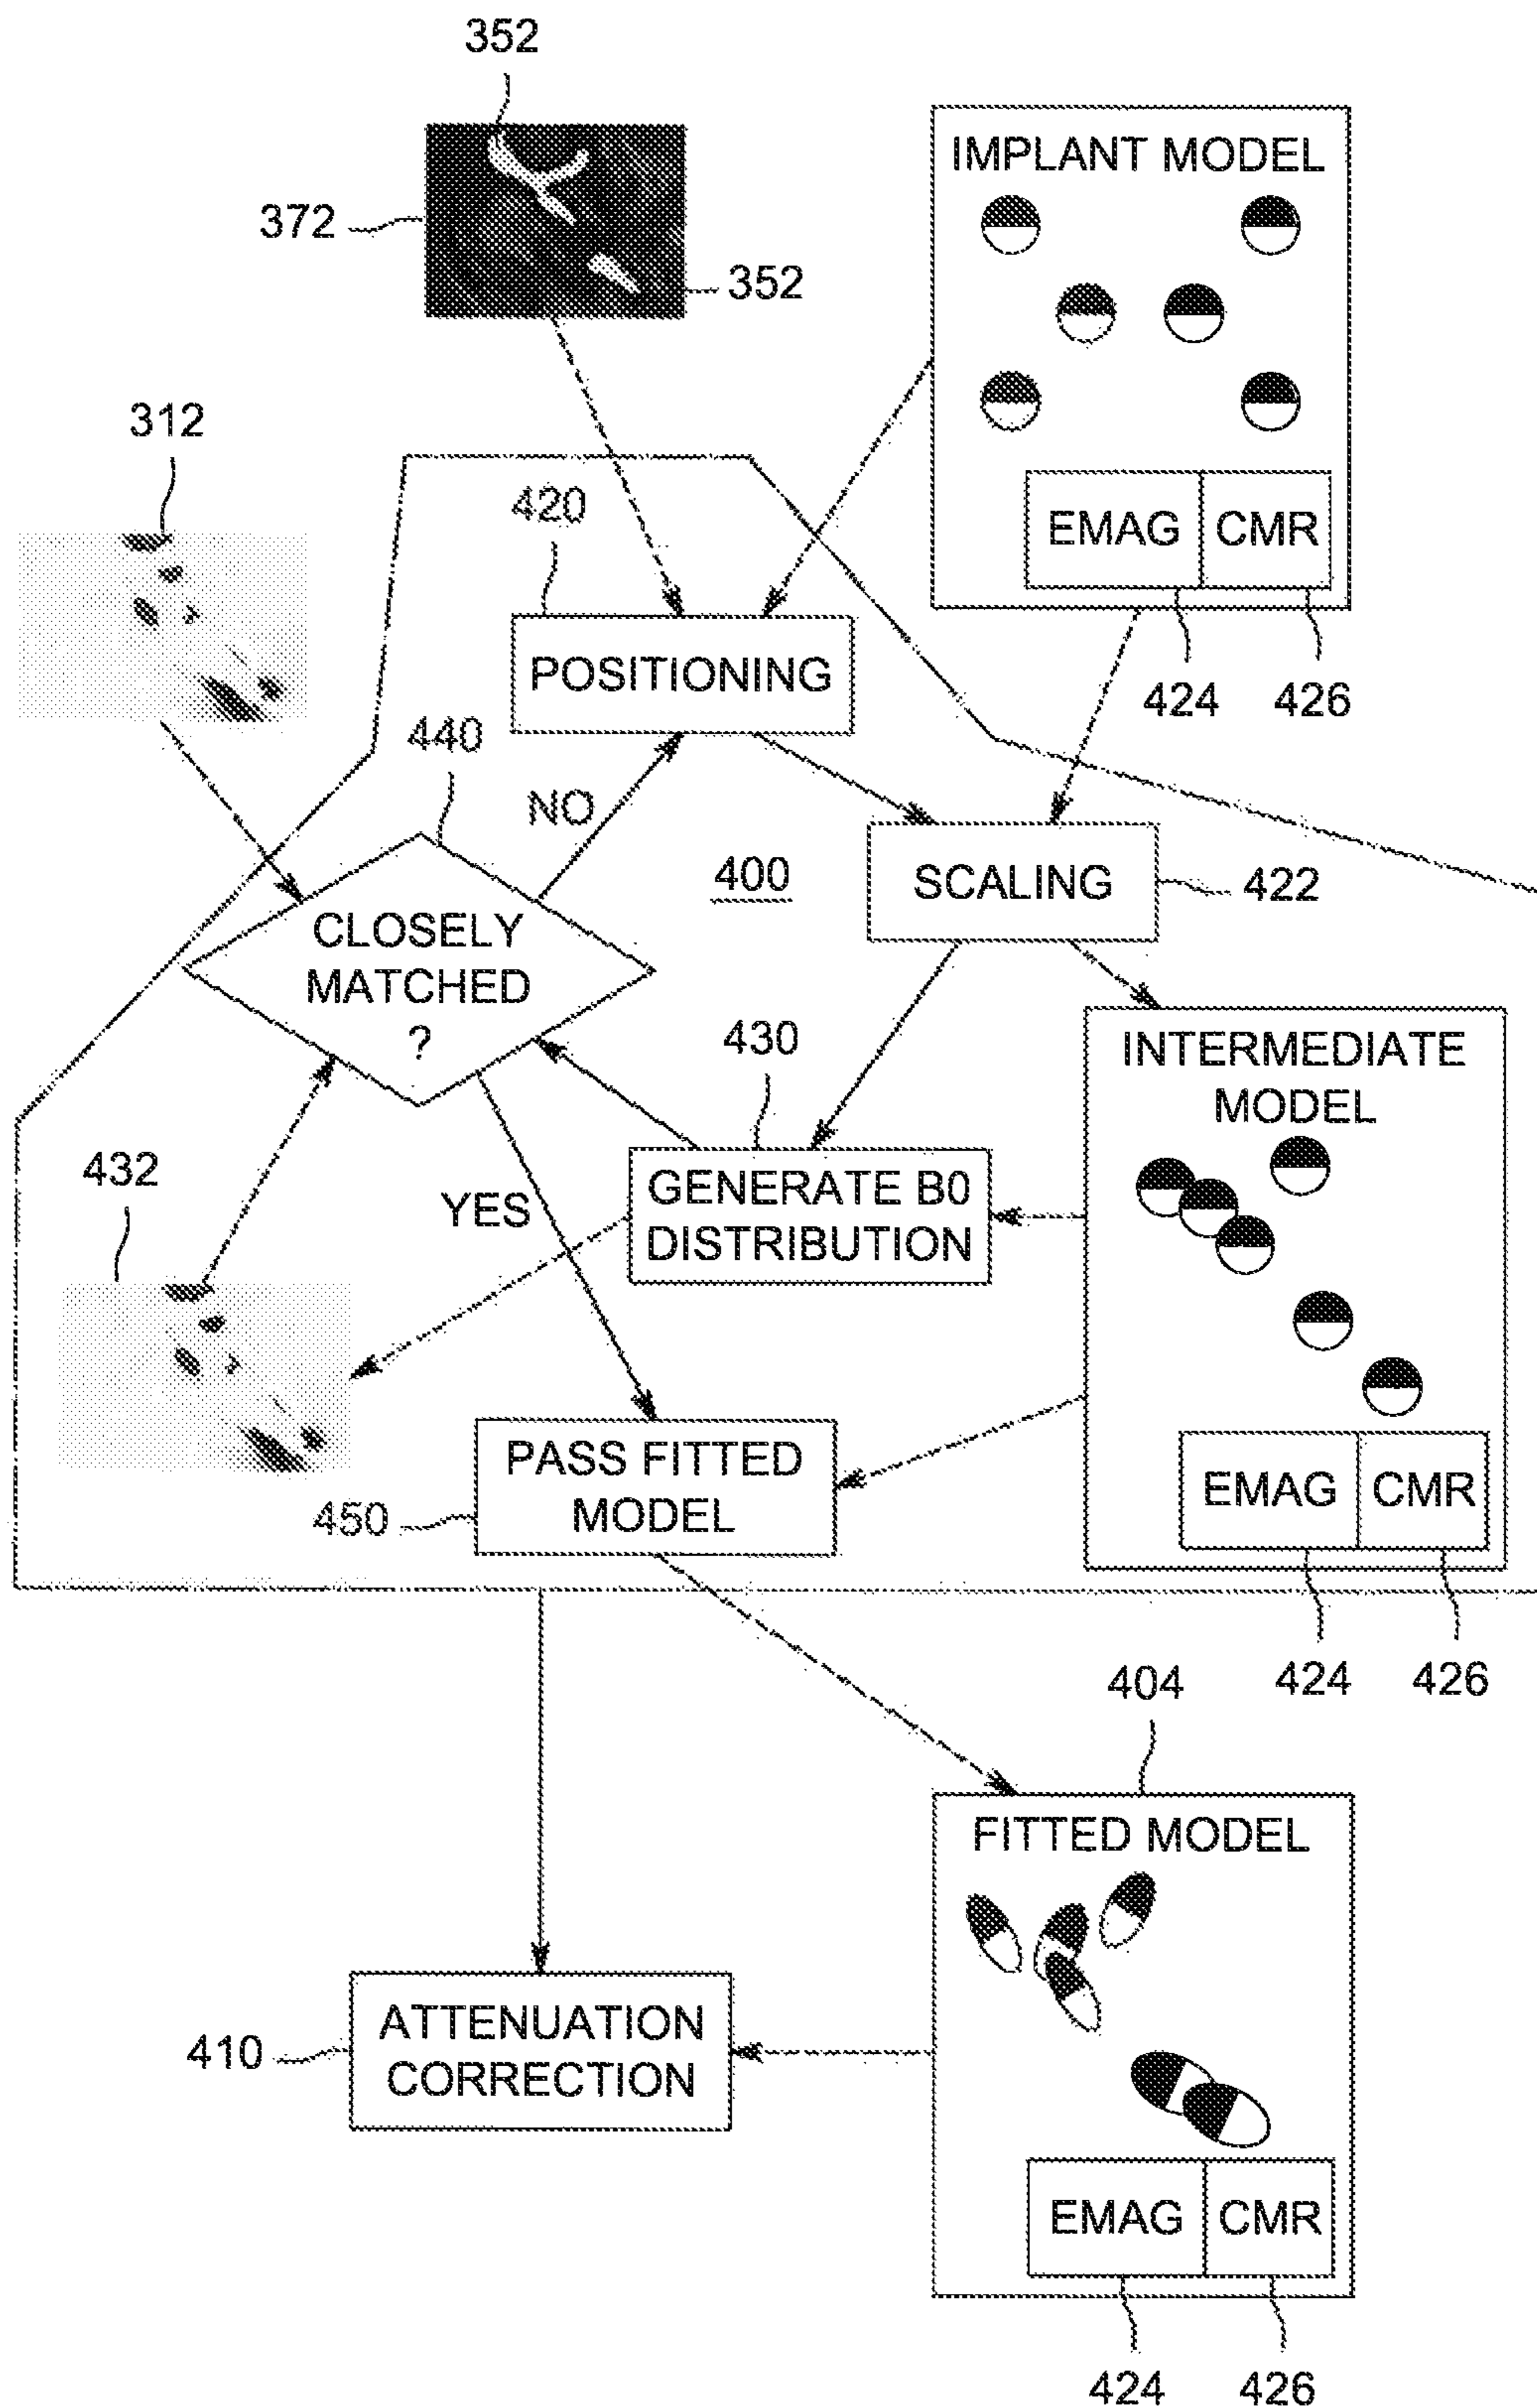 352
372
352
IMPLANT MODEL
EMAG
CMR
424
426
312
420
POSITIONING
440
NO
400
SCALING
422
CLOSELY
MATCHED
?
430
INTERMEDIATE
MODEL
432
YES
GENERATE B0
DISTRIBUTION
PASS FITTED
MODEL
450
EMAG
CMR
424
426
404
FITTED MODEL
ATTENUATION
CORRECTION
410
EMAG
CMR
424
426